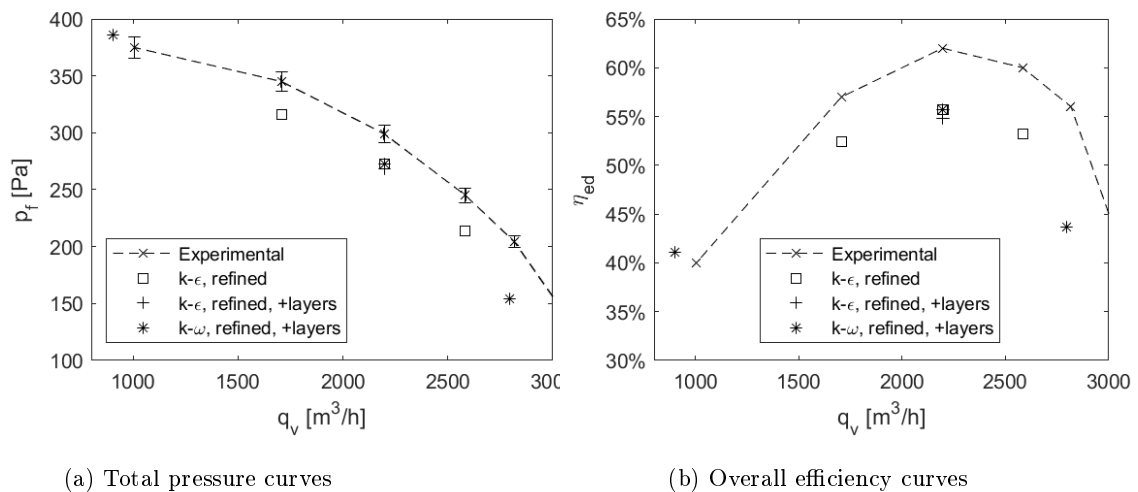 400
350
300
250
200
150
100
p_f [Pa]
Experimental
k-ϵ, refined
k-ϵ, refined, +layers
k-ω, refined, +layers
1000 1500 2000 2500 3000
q_v [m³/h]
(a) Total pressure curves
65%
60%
55%
50%
45%
40%
35%
30%
η_ed
Experimental
k-ϵ, refined
k-ϵ, refined, +layers
k-ω, refined, +layers
1000 1500 2000 2500 3000
q_v [m³/h]
(b) Overall efficiency curves